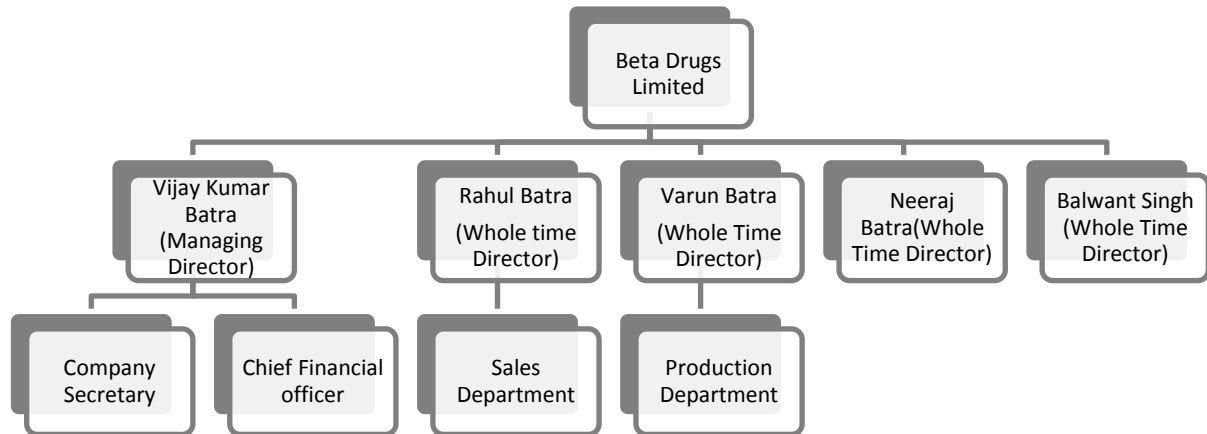 Beta Drugs
Limited
Vijay Kumar
Batra
(Managing
Director)
Rahul Batra
(Whole time
Director)
Varun Batra
(Whole Time
Director)
Neeraj
Batra(Whole
Time Director)
Balwant Singh
(Whole Time
Director)
Company
Secretary
Chief Financial
officer
Sales
Department
Production
Department